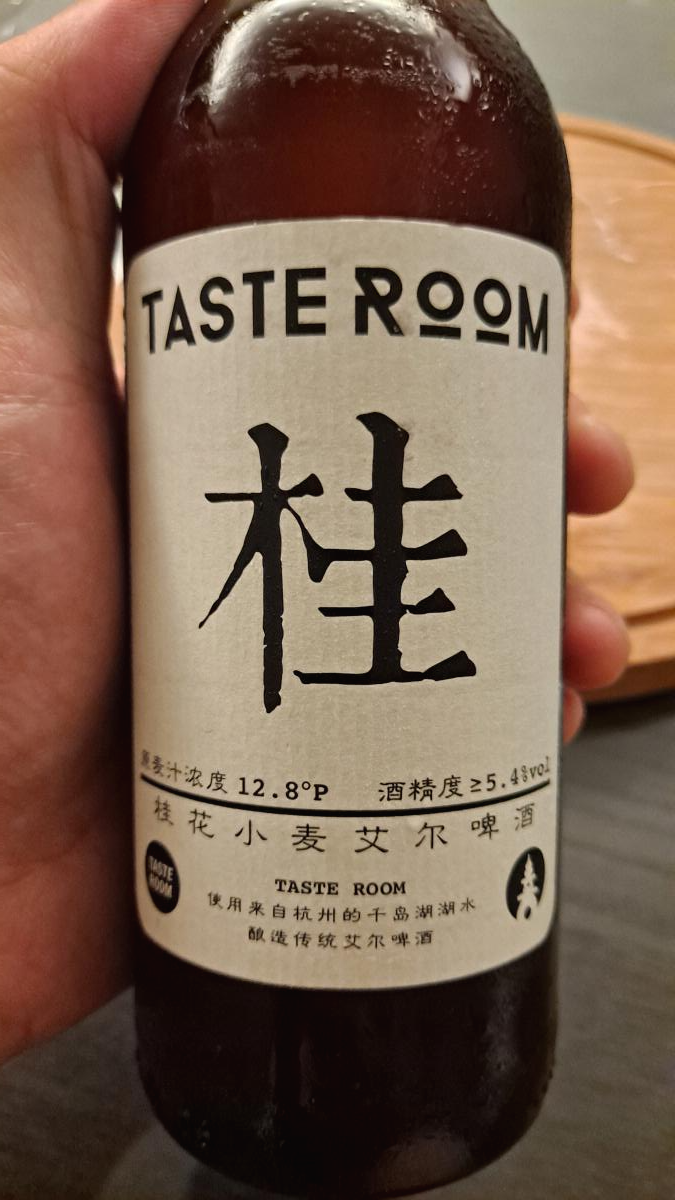 TASTE ROOM
桂
原麦汁浓度 12.8°P 酒精度≥5.4%vol
桂花小麦艾尔啤酒
TASTE
ROOM
TASTE ROOM
使用来自杭州的千岛湖湖水
酿造传统艾尔啤酒